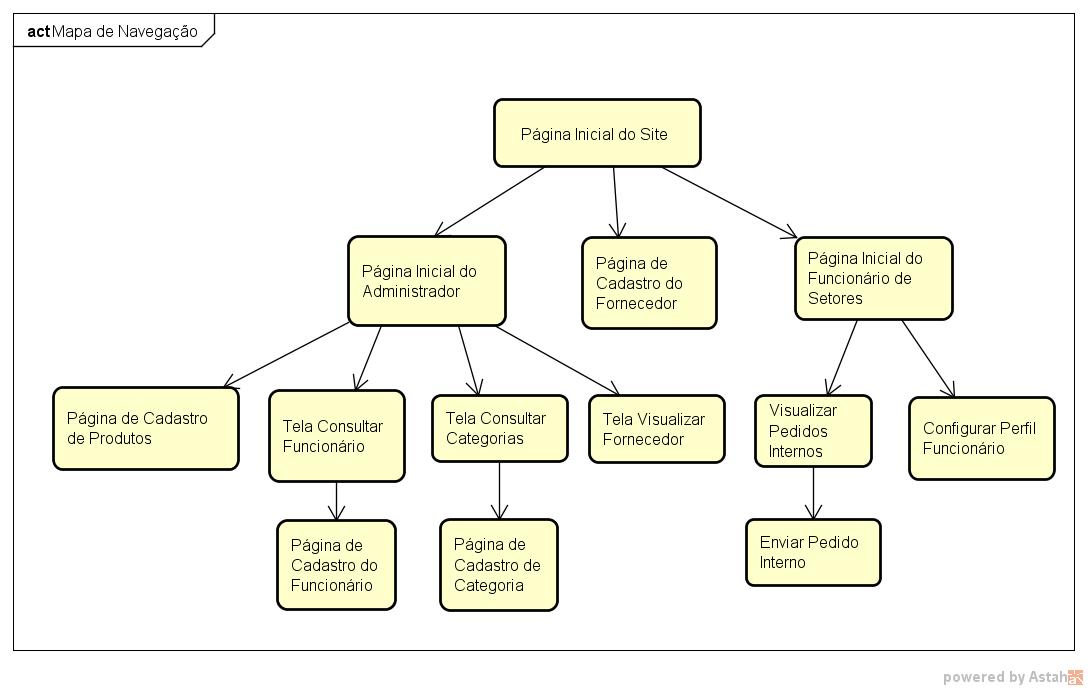 act Mapa de Navegação
Página Inicial do Site
Página Inicial do
Administrador
Página de
Cadastro do
Fornecedor
Página Inicial do
Funcionário de
Setores
Página de Cadastro
de Produtos
Tela Consultar
Funcionário
Tela Consultar
Categorias
Tela Visualizar
Fornecedor
Visualizar
Pedidos
Internos
Configurar Perfil
Funcionário
Página de
Cadastro do
Funcionário
Página de
Cadastro de
Categoria
Enviar Pedido
Interno
powered by Astah